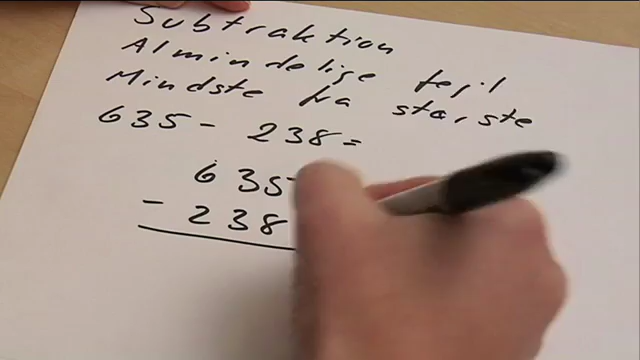 Subtraktion
Almindelige fejl
Mindste fra største
635 - 238 =
635
- 238